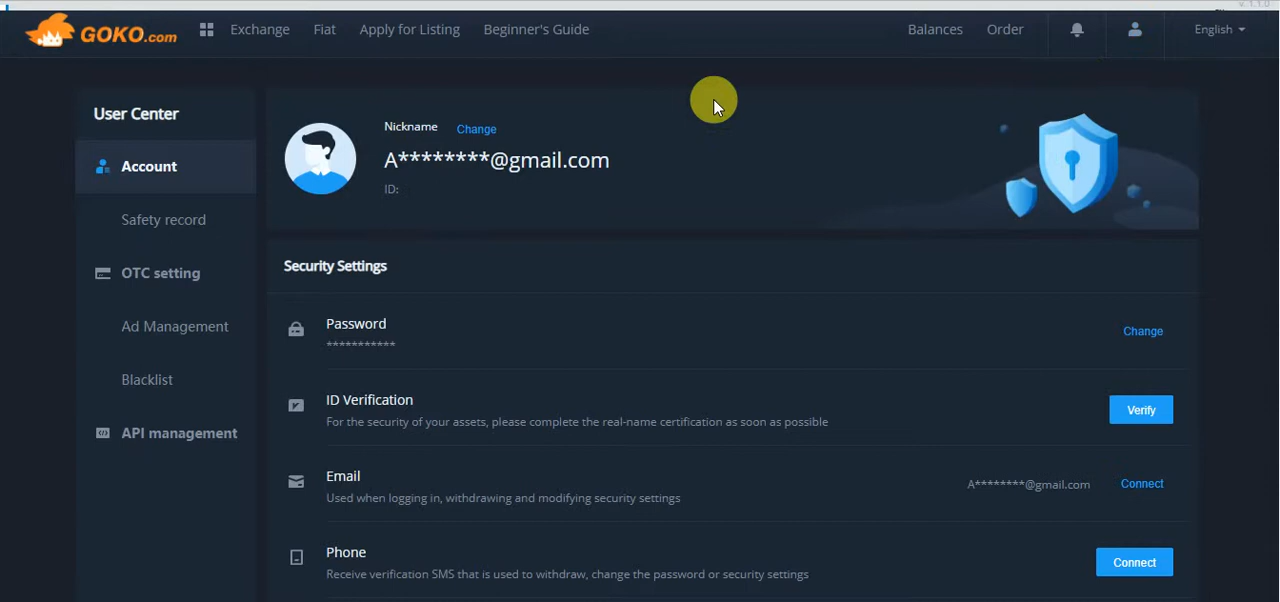 v. 1.1.0
GOKO.com Exchange Fiat Apply for Listing Beginner's Guide Balances Order English
User Center
Account
Safety record
OTC setting
Ad Management
Blacklist
API management
Nickname Change
A********@gmail.com
ID:
Security Settings
Password
***********
Change
ID Verification
For the security of your assets, please complete the real-name certification as soon as possible
Verify
Email
Used when logging in, withdrawing and modifying security settings
A********@gmail.com Connect
Phone
Receive verification SMS that is used to withdraw, change the password or security settings
Connect